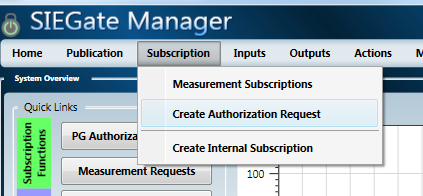 SIEGate Manager
Home Publication Subscription Inputs Outputs Actions M
System Overview
Measurement Subscriptions
Create Authorization Request
Create Internal Subscription
Quick Links
Subscription
Functions
PG Authoriza
Measurement Requests
100